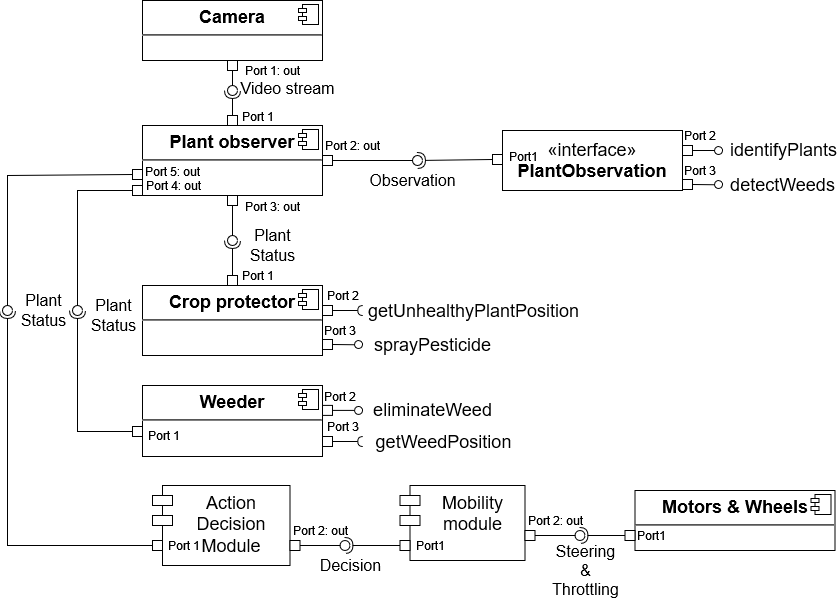 Camera
Port 1: out
Video stream
Port 1
Plant observer
Port 2: out
Observation
Port1
«interface»
PlantObservation
Port 2
identifyPlants
Port 3
detectWeeds
Port 5: out
Port 4: out
Port 3: out
Plant
Status
Port 1
Plant
Status
Plant
Status
Crop protector
Port 2
getUnhealthyPlantPosition
Port 3
sprayPesticide
Weeder
Port 1
Port 2
eliminateWeed
Port 3
getWeedPosition
Action
Decision
Module
Port 1
Port 2: out
Decision
Mobility
module
Port1
Port 2: out
Steering
&
Throttling
Motors & Wheels
Port1